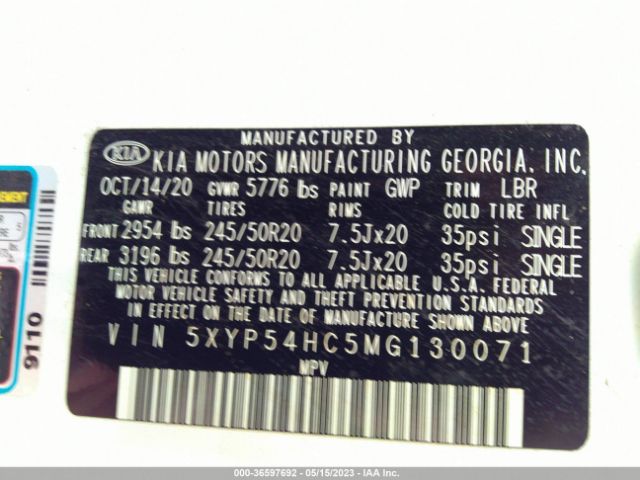 MANUFACTURED BY
KIA KIA MOTORS MANUFACTURING GEORGIA, INC.
OCT/14/20 GVWR 5776 lbs PAINT GWP TRIM LBR
GAWR TIRES RIMS COLD TIRE INFL
FRONT 2954 lbs 245/50R20 7.5Jx20 35psi SINGLE
REAR 3196 lbs 245/50R20 7.5Jx20 35psi SINGLE
THIS VEHICLE CONFORMS TO ALL APPLICABLE U.S.A. FEDERAL
MOTOR VEHICLE SAFETY AND THEFT PREVENTION STANDARDS
IN EFFECT ON THE DATE OF MANUFACTURE SHOWN ABOVE.
VIN 5XYP54HC5MG130071
MPV
9110
000-36597692 - 05/15/2023 - IAAI.com